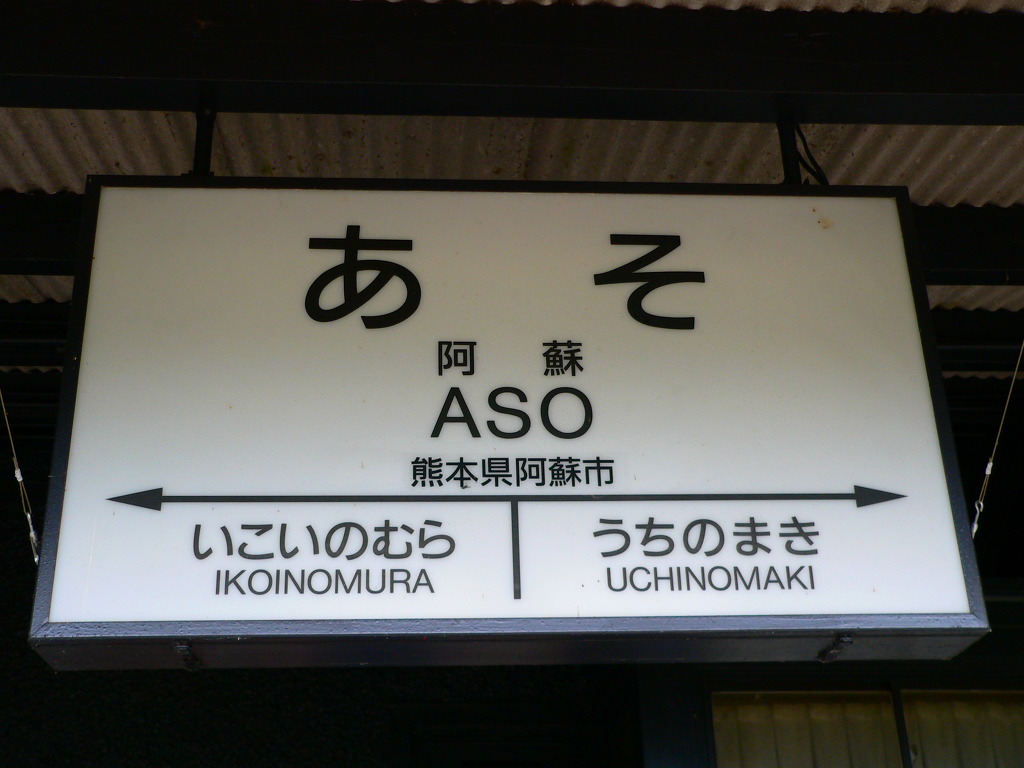 あそ
阿蘇
ASO
熊本県阿蘇市
いこいのむら うちのまき
IKOINOMURA UCHINOMAKI